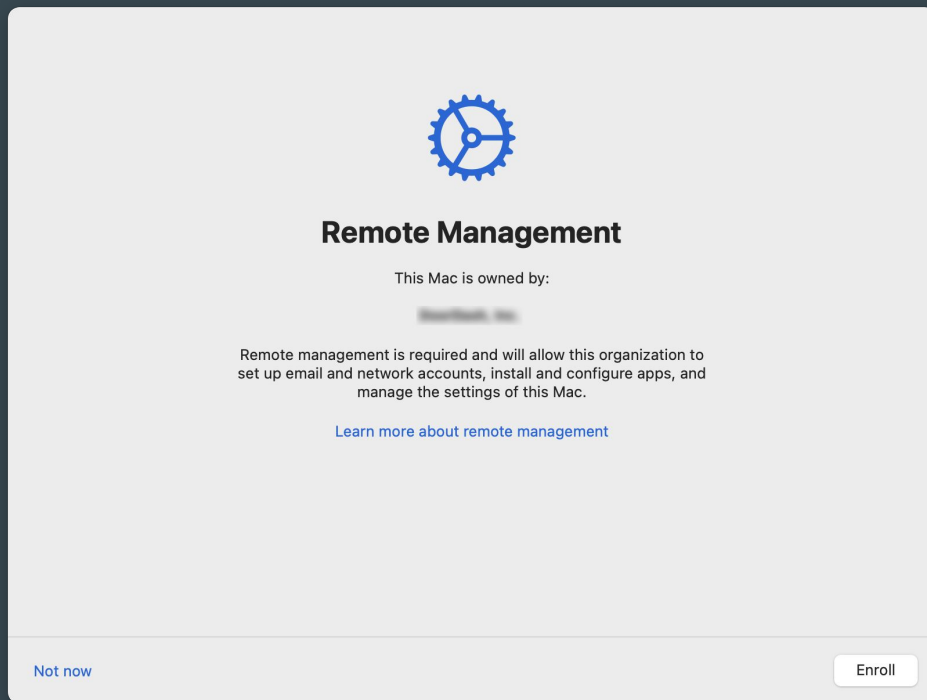 Remote Management
This Mac is owned by:
Remote management is required and will allow this organization to
set up email and network accounts, install and configure apps, and
manage the settings of this Mac.
Learn more about remote management
Not now
Enroll